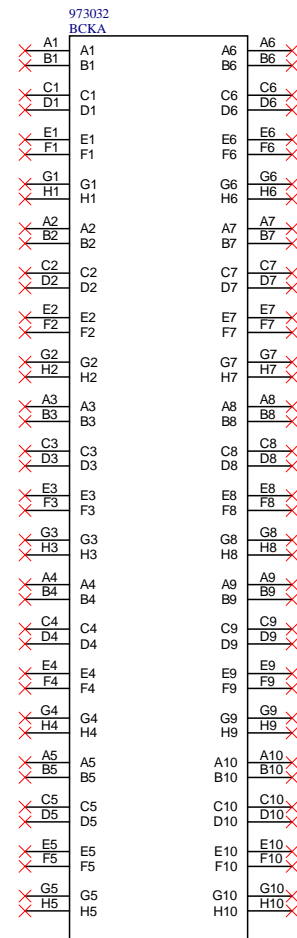 973032
BCKA
A1 A1 A6 A6
B1 B1 B6 B6
C1 C1 C6 C6
D1 D1 D6 D6
E1 E1 E6 E6
F1 F1 F6 F6
G1 G1 G6 G6
H1 H1 H6 H6
A2 A2 A7 A7
B2 B2 B7 B7
C2 C2 C7 C7
D2 D2 D7 D7
E2 E2 E7 E7
F2 F2 F7 F7
G2 G2 G7 G7
H2 H2 H7 H7
A3 A3 A8 A8
B3 B3 B8 B8
C3 C3 C8 C8
D3 D3 D8 D8
E3 E3 E8 E8
F3 F3 F8 F8
G3 G3 G8 G8
H3 H3 H8 H8
A4 A4 A9 A9
B4 B4 B9 B9
C4 C4 C9 C9
D4 D4 D9 D9
E4 E4 E9 E9
F4 F4 F9 F9
G4 G4 G9 G9
H4 H4 H9 H9
A5 A5 A10 A10
B5 B5 B10 B10
C5 C5 C10 C10
D5 D5 D10 D10
E5 E5 E10 E10
F5 F5 F10 F10
G5 G5 G10 G10
H5 H5 H10 H10